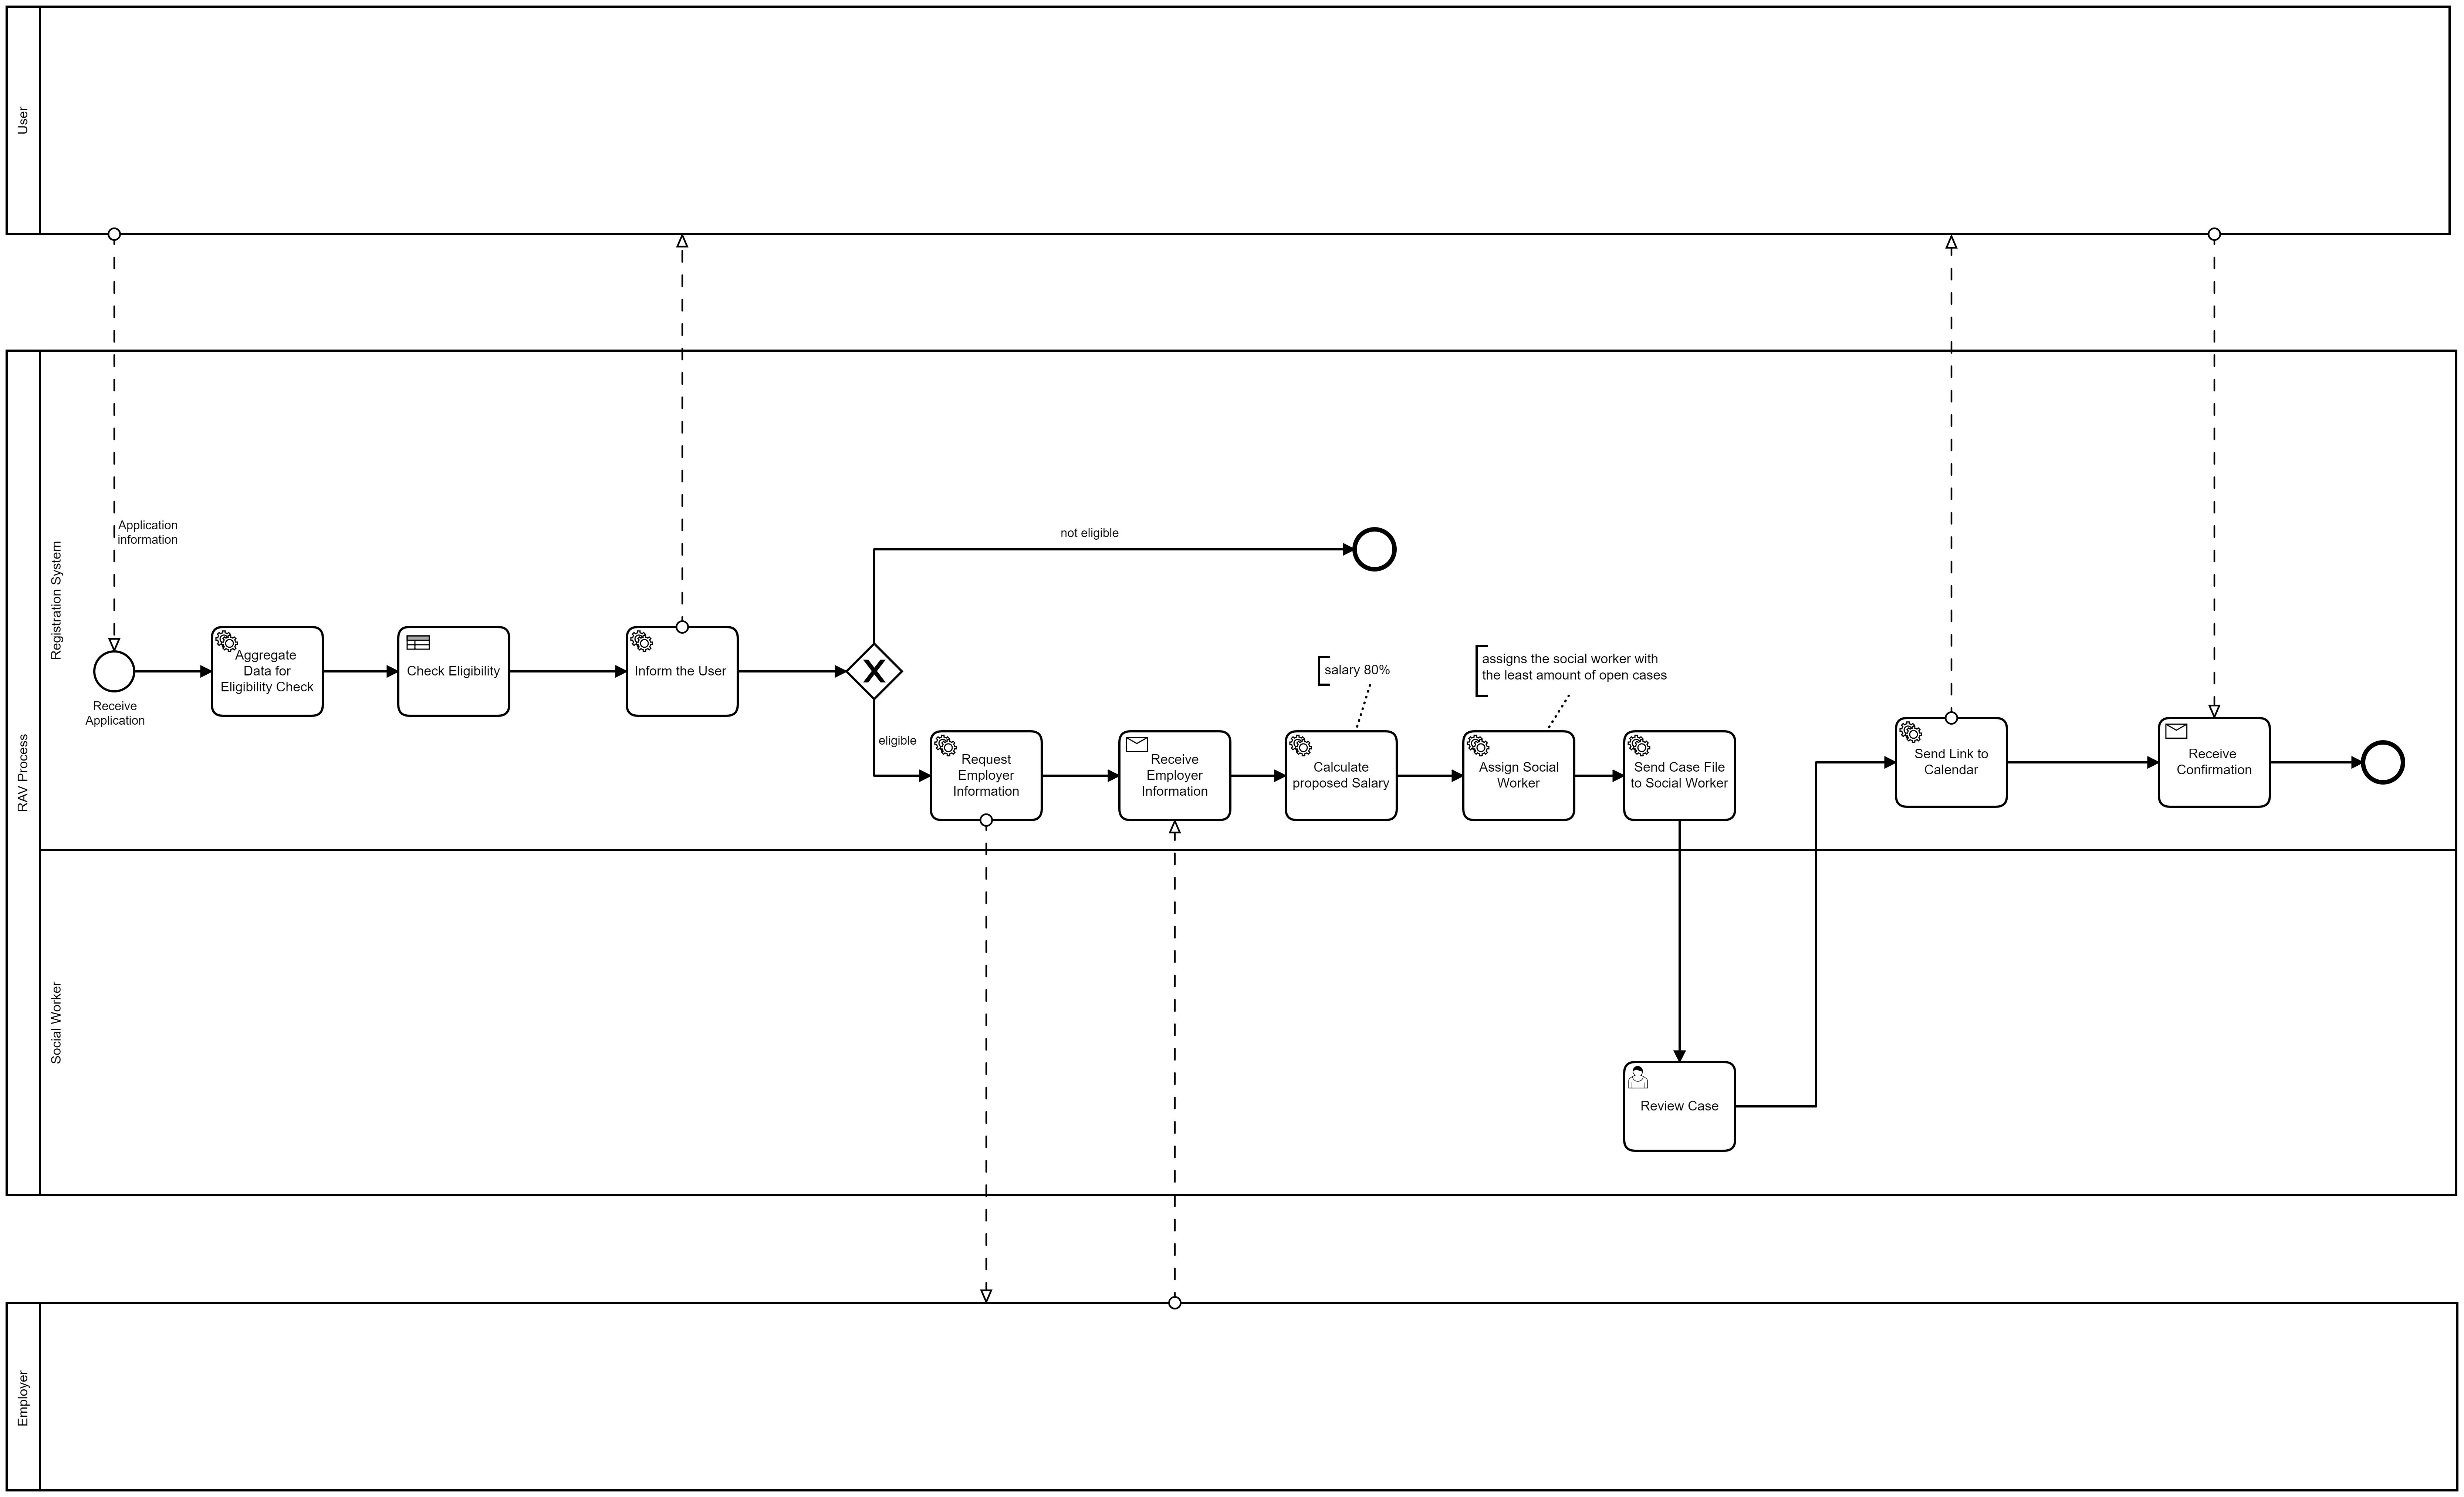 User
RAV Process
Registration System
Application
information
Receive
Application
Aggregate
Data for
Eligibility Check
Check Eligibility
Inform the User
not eligible
eligible
Request
Employer
Information
Receive
Employer
Information
salary 80%
Calculate
proposed Salary
assigns the social worker with
the least amount of open cases
Assign Social
Worker
Send Case File
to Social Worker
Send Link to
Calendar
Receive
Confirmation
Social Worker
Review Case
Employer